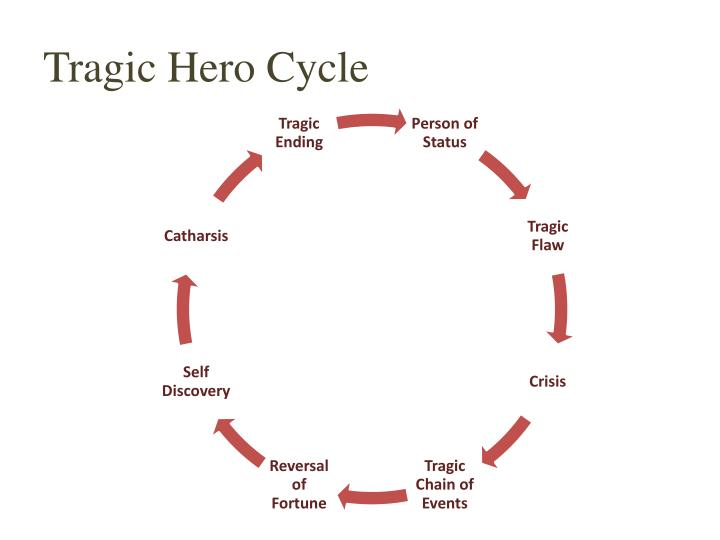 Tragic Hero Cycle
Person of
Status
Tragic
Flaw
Crisis
Tragic
Chain of
Events
Reversal
of
Fortune
Self
Discovery
Catharsis
Tragic
Ending